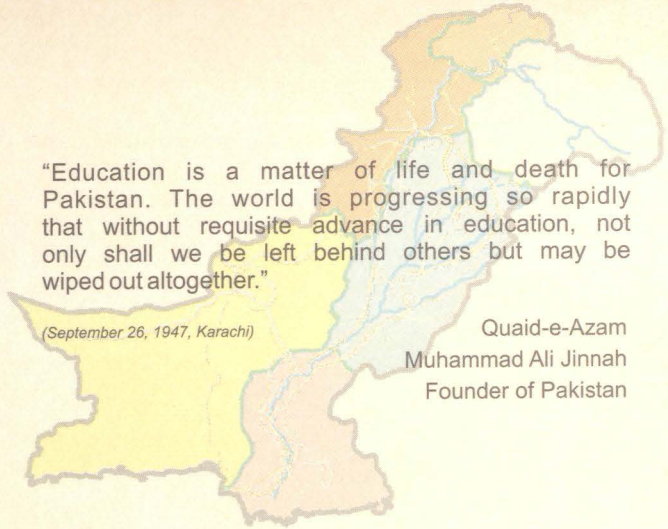 “Education is a matter of life and death for
Pakistan. The world is progressing so rapidly
that without requisite advance in education, not
only shall we be left behind others but may be
wiped out altogether.”
(September 26, 1947, Karachi)
Quaid-e-Azam
Muhammad Ali Jinnah
Founder of Pakistan